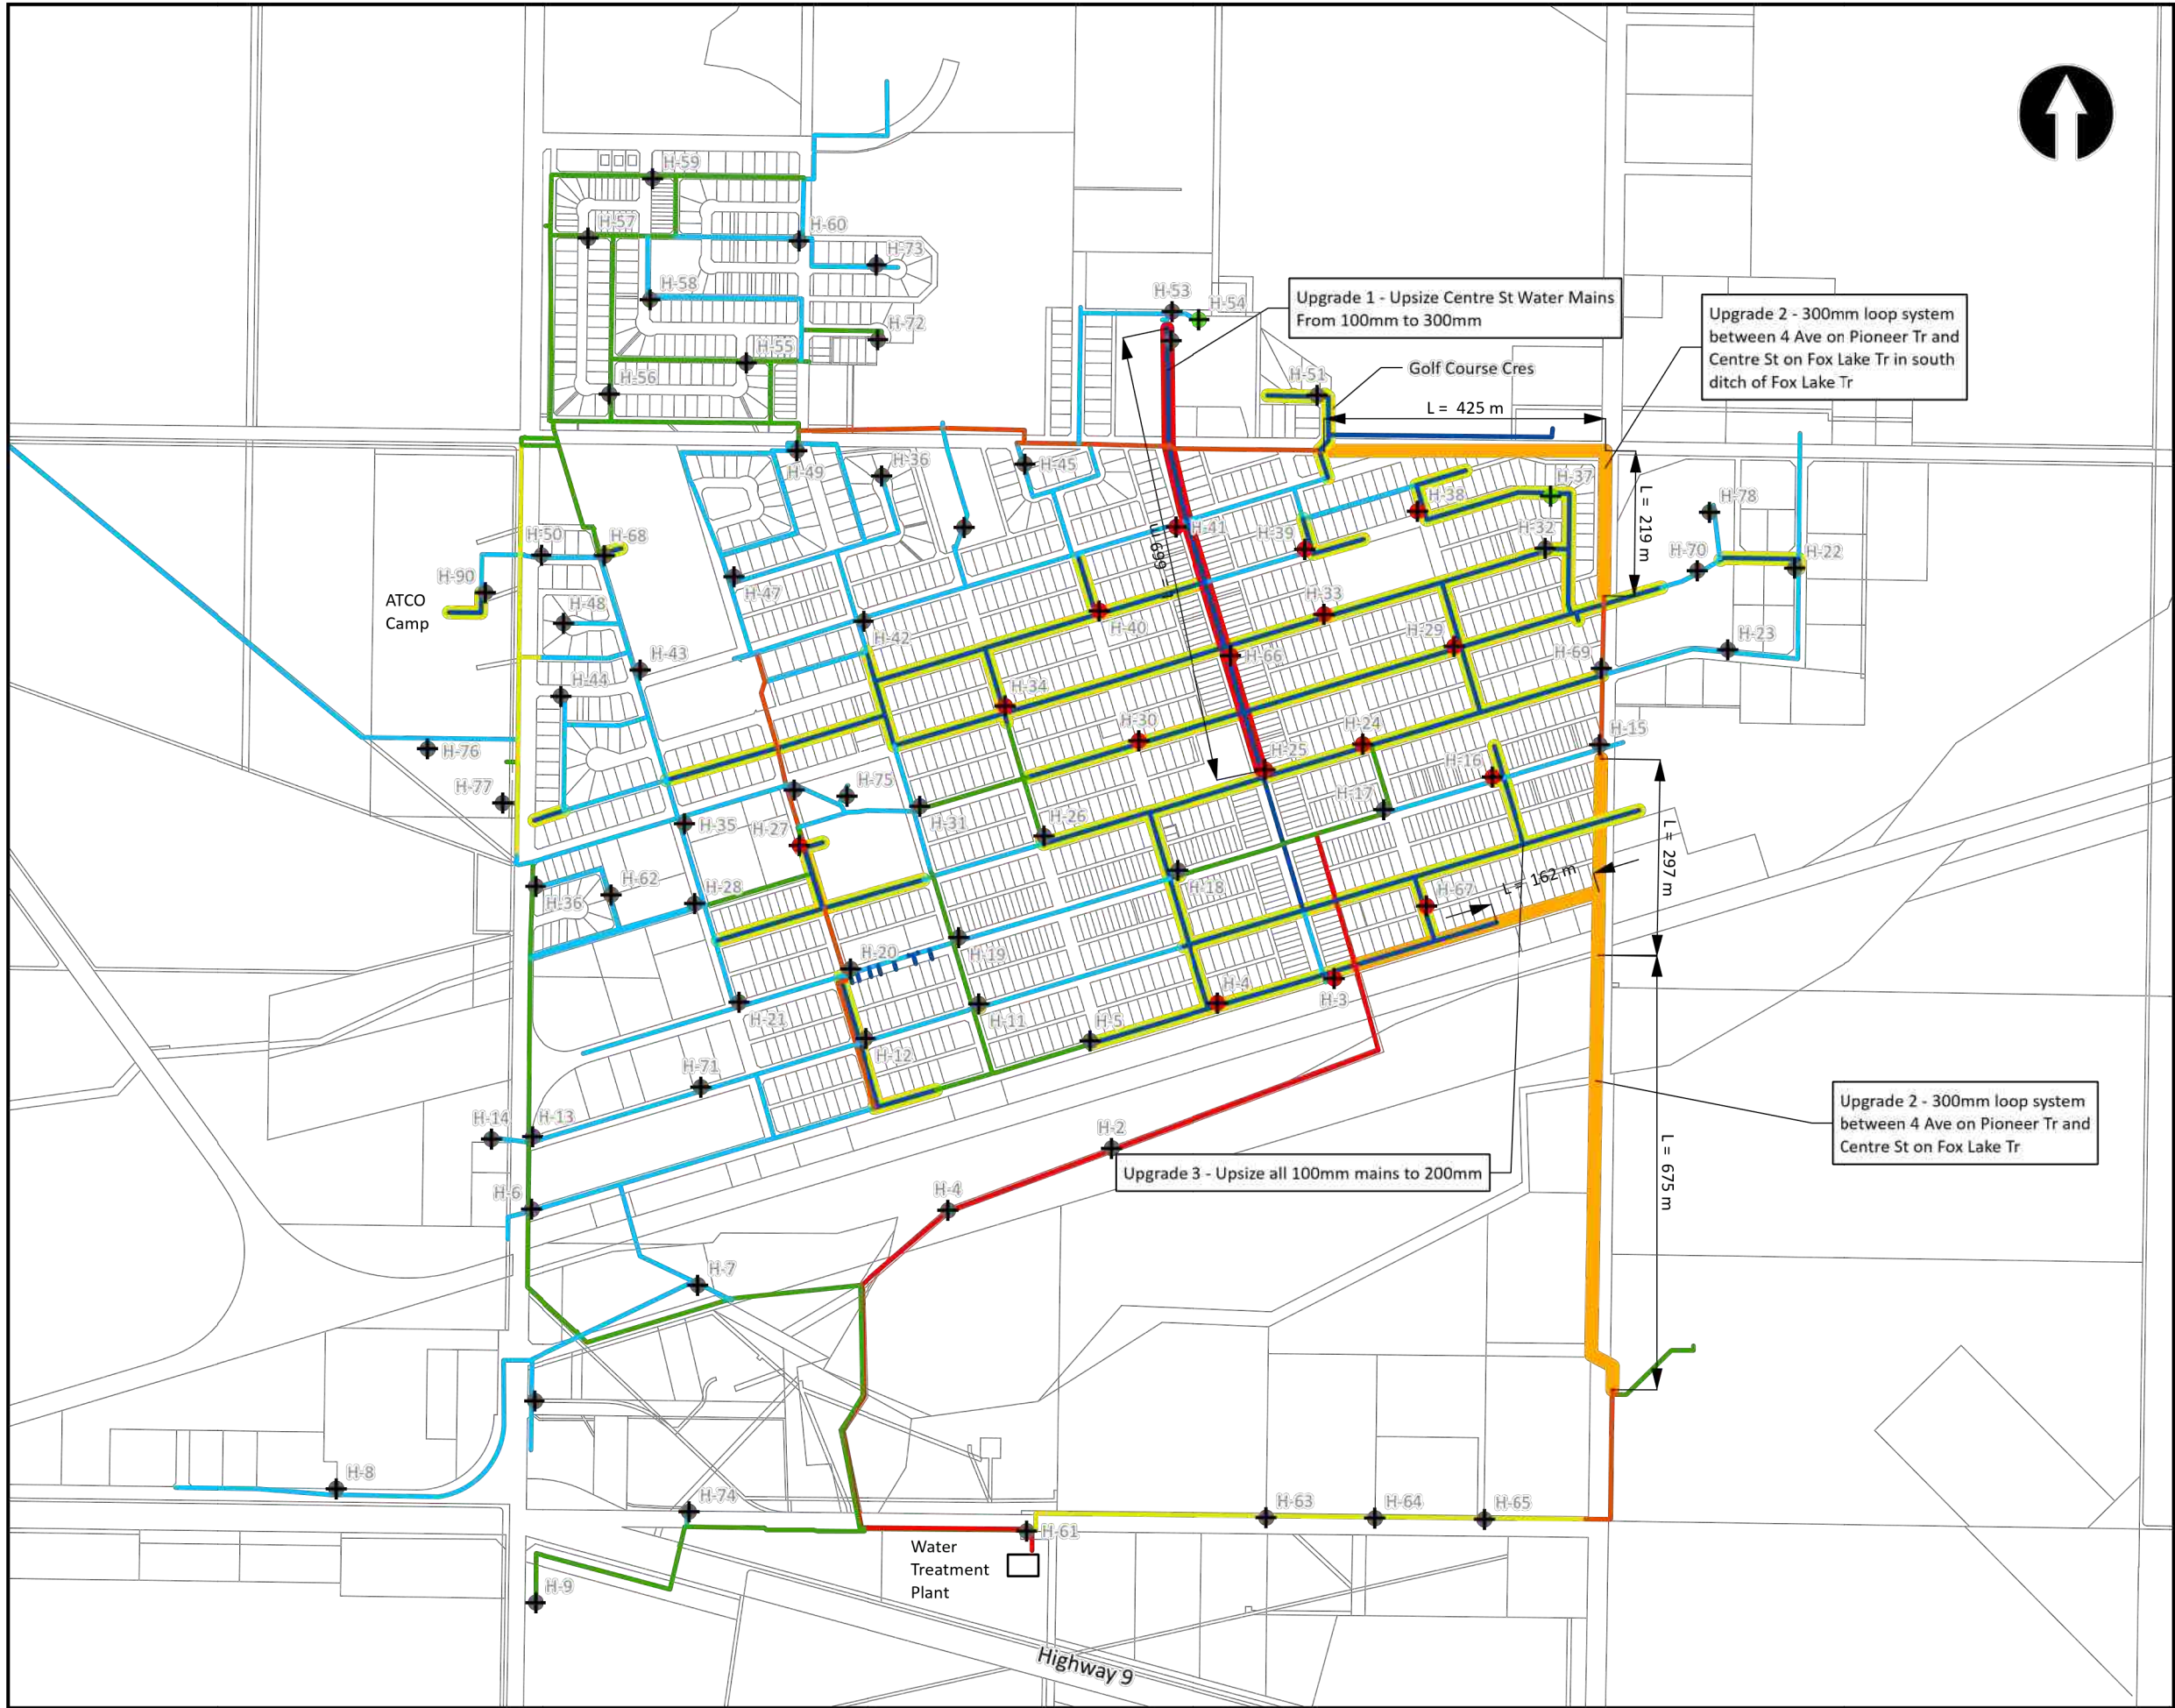 H-59
H-57
H-60
H-73
H-58
H-53
H-54
H-72
H-55
H-56
Upgrade 1 - Upsize Centre St Water Mains
From 100mm to 300mm
Upgrade 2 - 300mm loop system
between 4 Ave on Pioneer Tr and
Centre St on Fox Lake Tr in south
ditch of Fox Lake Tr
Golf Course Cres
H-51
L = 425 m
H-49
H-36
H-45
H-37
H-38
H-78
L = 219 m
H-41
H-39
H-32
H-50
H-68
H-70
H-22
L = 699 m
H-90
ATCO
Camp
H-48
H-47
H-33
H-40
H-42
H-29
H-23
H-43
H-66
H-69
H-44
H-34
H-30
H-24
H-15
H-76
H-25
H-16
H-77
H-75
H-17
H-35
H-27
H-31
H-26
L = 297 m
H-62
H-36
H-28
H-18
H-67
L = 162 m
H-20
H-19
H-4
H-3
H-21
H-11
H-5
H-12
H-71
Upgrade 2 - 300mm loop system
between 4 Ave on Pioneer Tr and
Centre St on Fox Lake Tr
H-14
H-13
H-2
Upgrade 3 - Upsize all 100mm mains to 200mm
L = 675 m
H-6
H-4
H-7
H-8
H-74
H-63
H-64
H-65
H-61
Water
Treatment
Plant
H-9
Highway 9